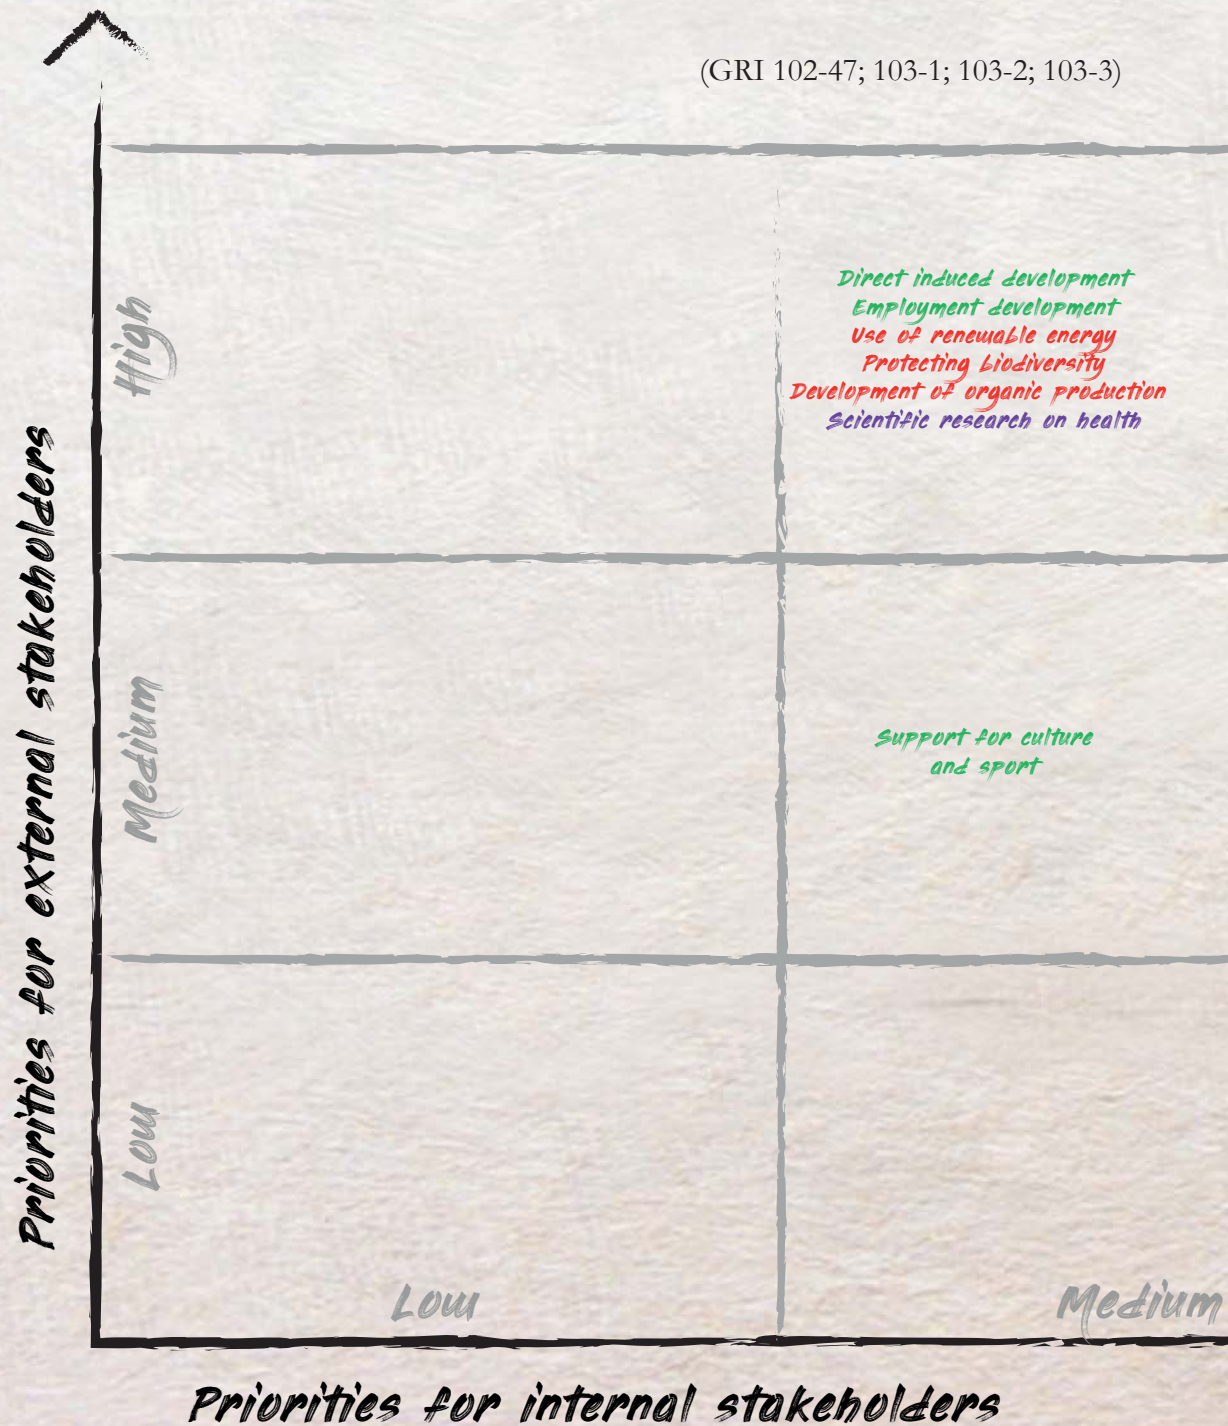 (GRI 102-47; 103-1; 103-2; 103-3)
High
Direct induced development
Employment development
Use of renewable energy
Protecting biodiversity
Development of organic production
Scientific research on health
Priorities for external stakeholders
Medium
Support for culture
and sport
Low
Low
Medium
Priorities for internal stakeholders